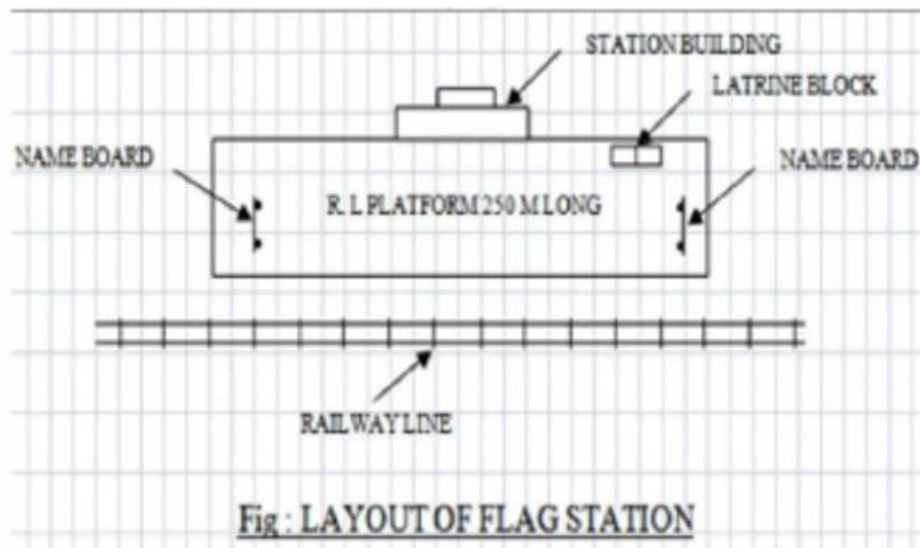 STATION BUILDING
LATRINE BLOCK
NAME BOARD
NAME BOARD
R. L PLATFORM 250 M LONG
RAILWAY LINE
Fig : LAYOUT OF FLAG STATION